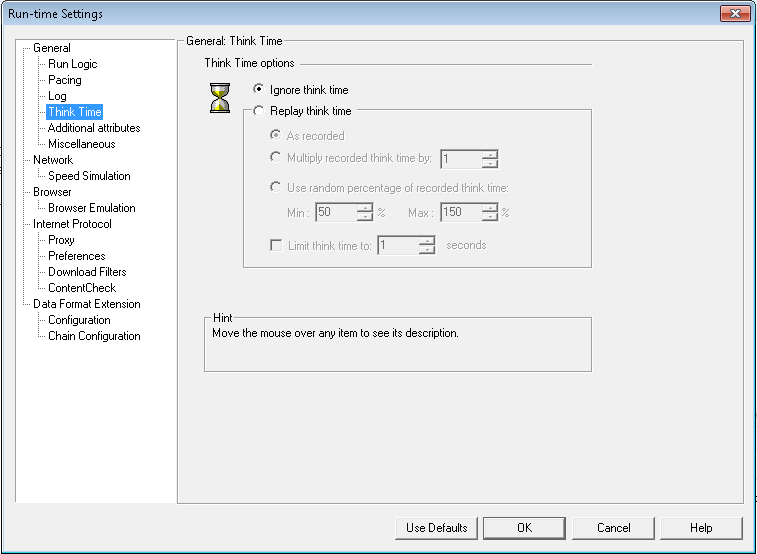 Run-time Settings
General
Run Logic
Pacing
Log
Think Time
Additional attributes
Miscellaneous
Network
Speed Simulation
Browser
Browser Emulation
Internet Protocol
Proxy
Preferences
Download Filters
ContentCheck
Data Format Extension
Configuration
Chain Configuration
General: Think Time
Think Time options
Ignore think time
Replay think time
As recorded
Multiply recorded think time by: 1
Use random percentage of recorded think time:
Min : 50 % Max : 150 %
Limit think time to: 1 seconds
Hint
Move the mouse over any item to see its description.
Use Defaults OK Cancel Help